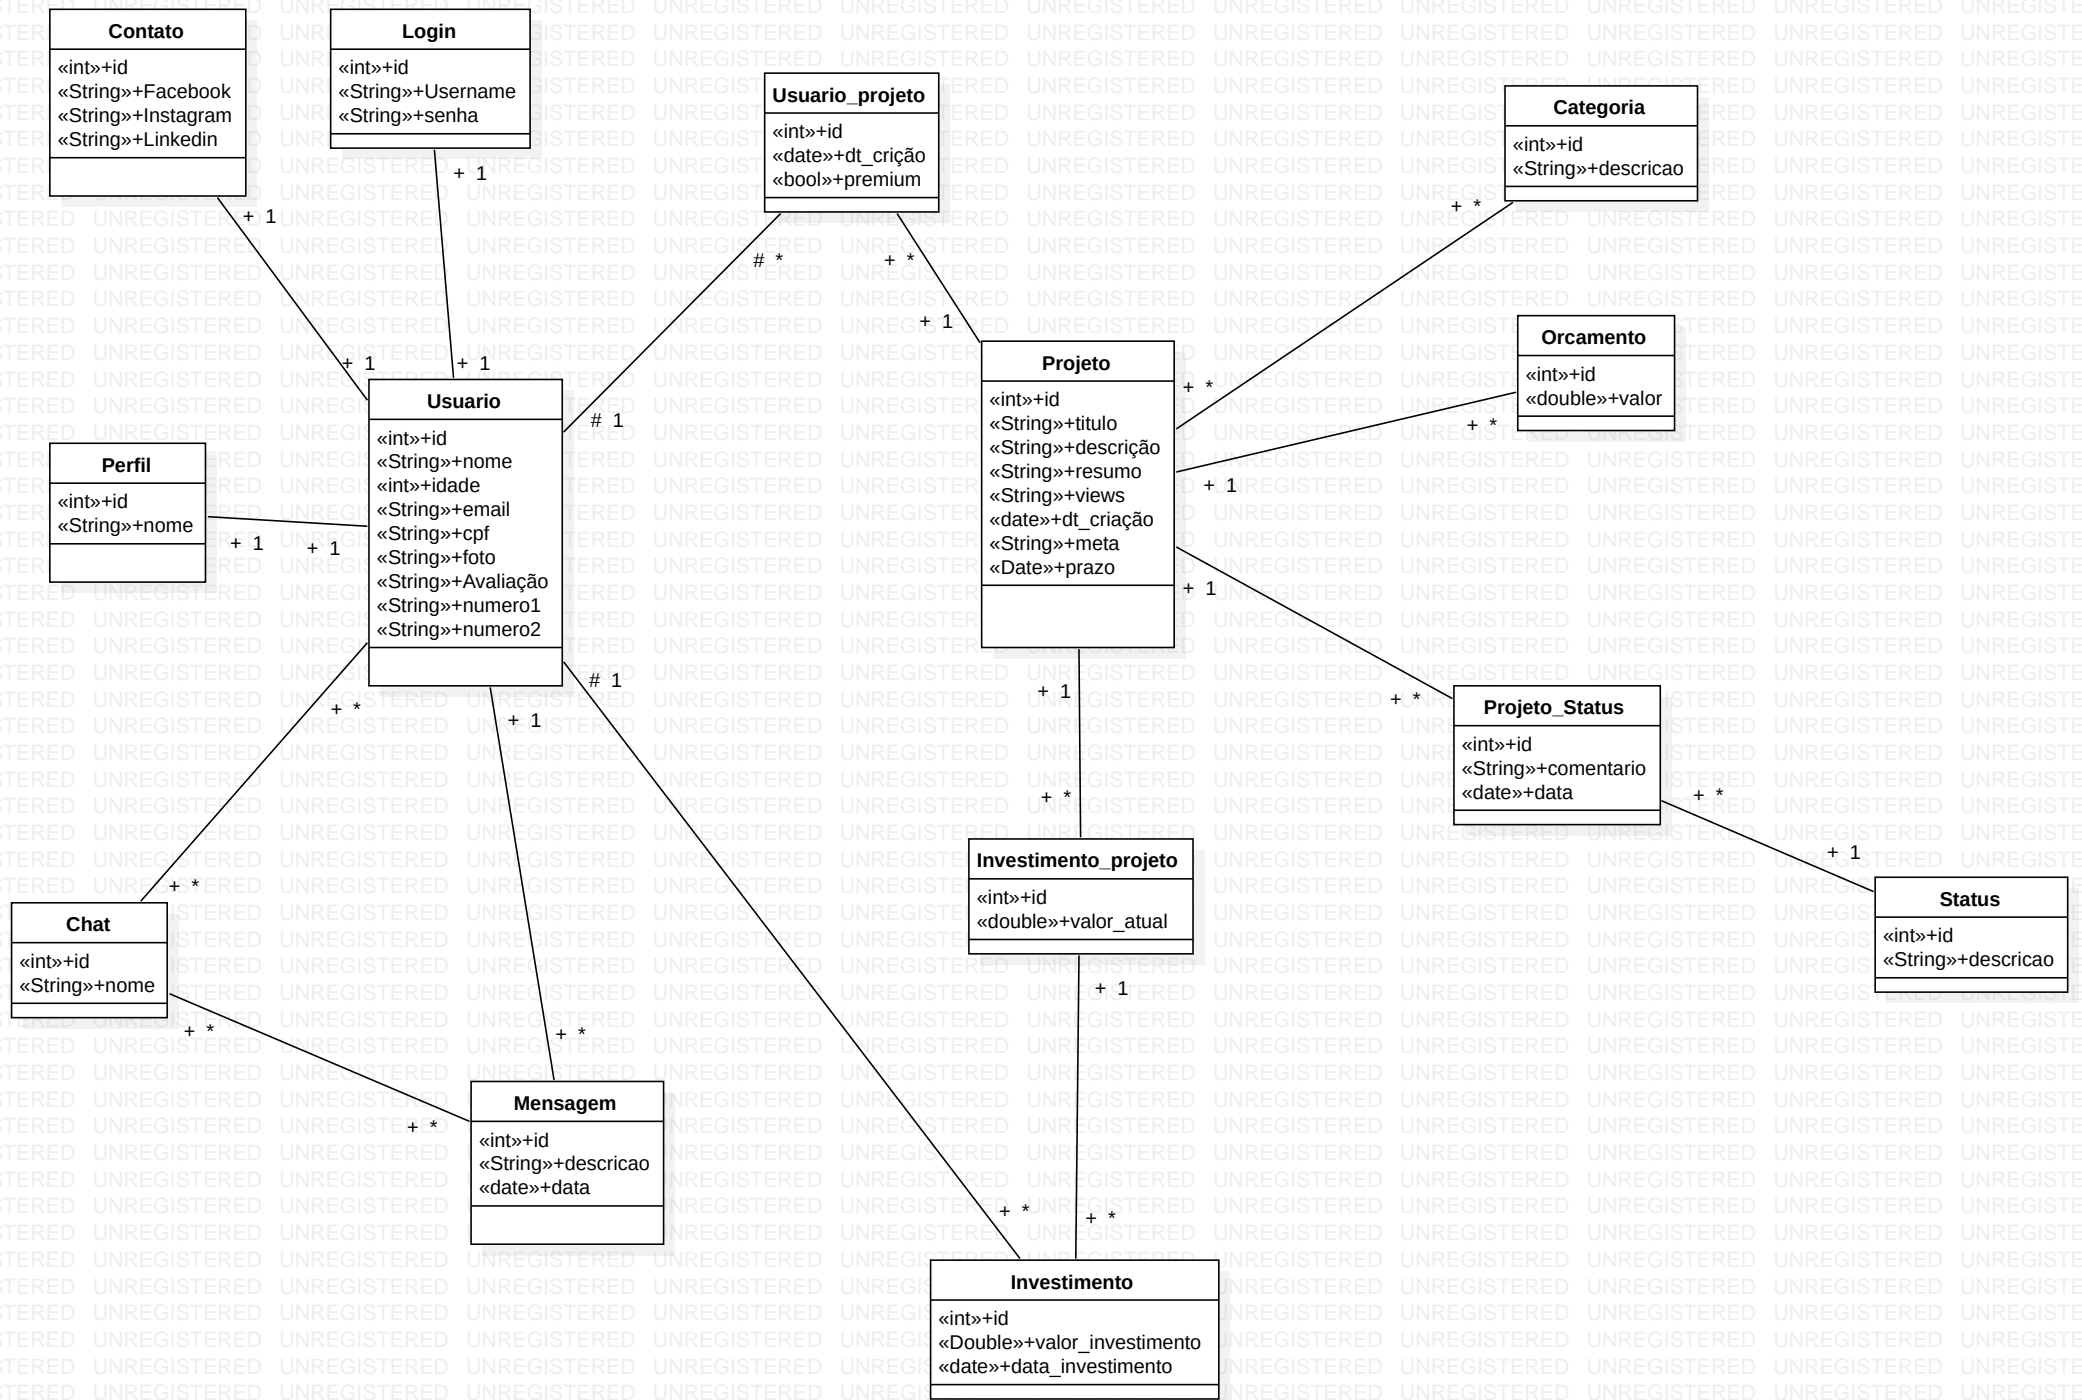 Contato
«int»+id
«String»+Facebook
«String»+Instagram
«String»+Linkedin
Login
«int»+id
«String»+Username
«String»+senha
Usuario_projeto
«int»+id
«date»+dt_crição
«bool»+premium
Categoria
«int»+id
«String»+descricao
+ 1
+ 1
# *
+ *
+ *
+ 1
+ 1
+ 1
# 1
+ *
Orcamento
«int»+id
«double»+valor
+ *
+ 1
Usuario
«int»+id
«String»+nome
«int»+idade
«String»+email
«String»+cpf
«String»+foto
«String»+Avaliação
«String»+numero1
«String»+numero2
Projeto
«int»+id
«String»+titulo
«String»+descrição
«String»+resumo
«String»+views
«date»+dt_criação
«String»+meta
«Date»+prazo
Perfil
«int»+id
«String»+nome
+ 1
+ 1
+ 1
# 1
+ *
+ 1
+ 1
+ *
+ *
Projeto_Status
«int»+id
«String»+comentario
«date»+data
+ *
+ 1
Investimento_projeto
«int»+id
«double»+valor_atual
Status
«int»+id
«String»+descricao
+ *
Chat
«int»+id
«String»+nome
+ 1
+ *
+ *
+ *
Mensagem
«int»+id
«String»+descricao
«date»+data
+ *
+ *
Investimento
«int»+id
«Double»+valor_investimento
«date»+data_investimento
UNREGISTERED